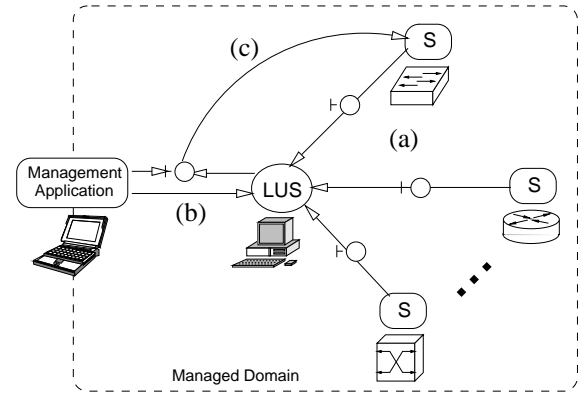 (c)
S
(a)
Management
Application
LUS
S
(b)
S
Managed Domain